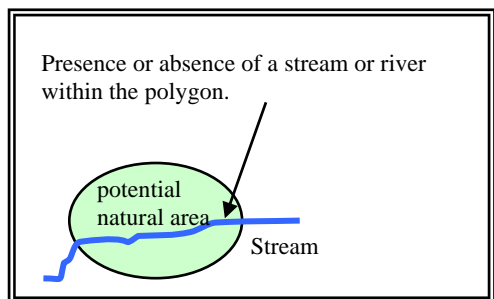 Presence or absence of a stream or river
within the polygon.
potential
natural area
Stream